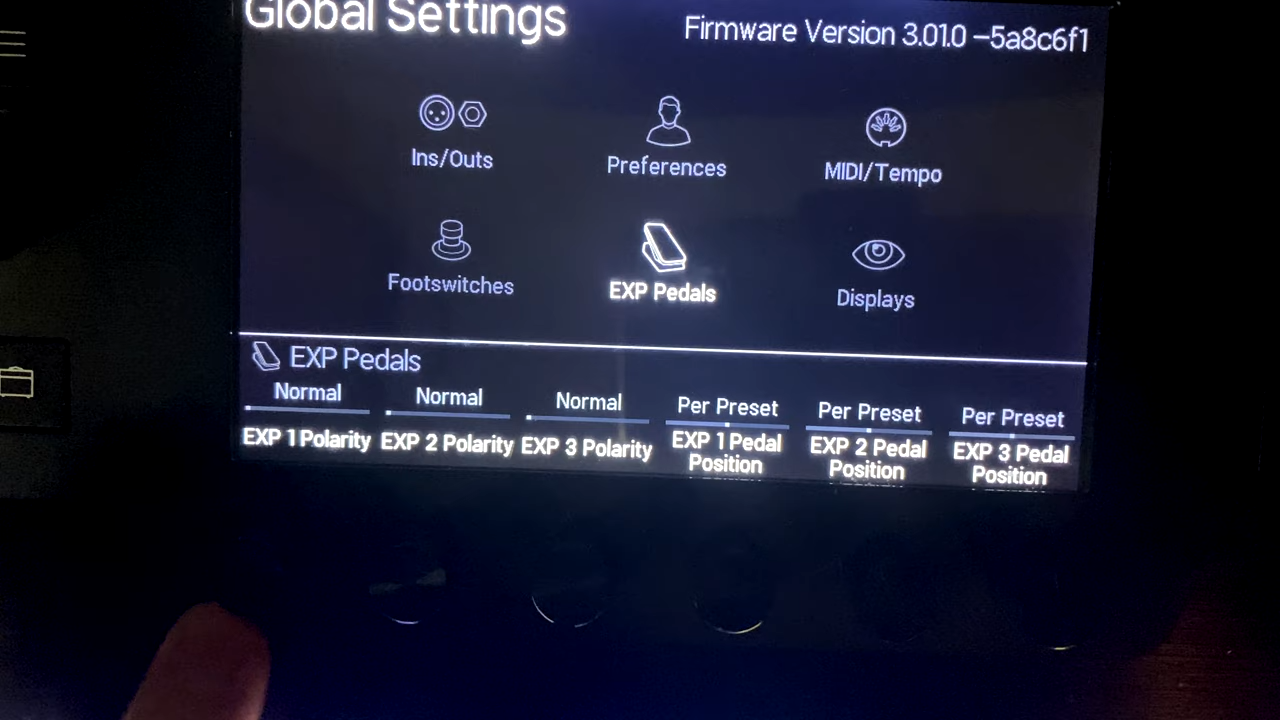 Global Settings
Firmware Version 3.01.0 –5a8c6f1
Ins/Outs
Preferences
MIDI/Tempo
Footswitches
EXP Pedals
Displays
EXP Pedals
Normal
Normal
Normal
Per Preset
Per Preset
Per Preset
EXP 1 Polarity
EXP 2 Polarity
EXP 3 Polarity
EXP 1 Pedal
Position
EXP 2 Pedal
Position
EXP 3 Pedal
Position